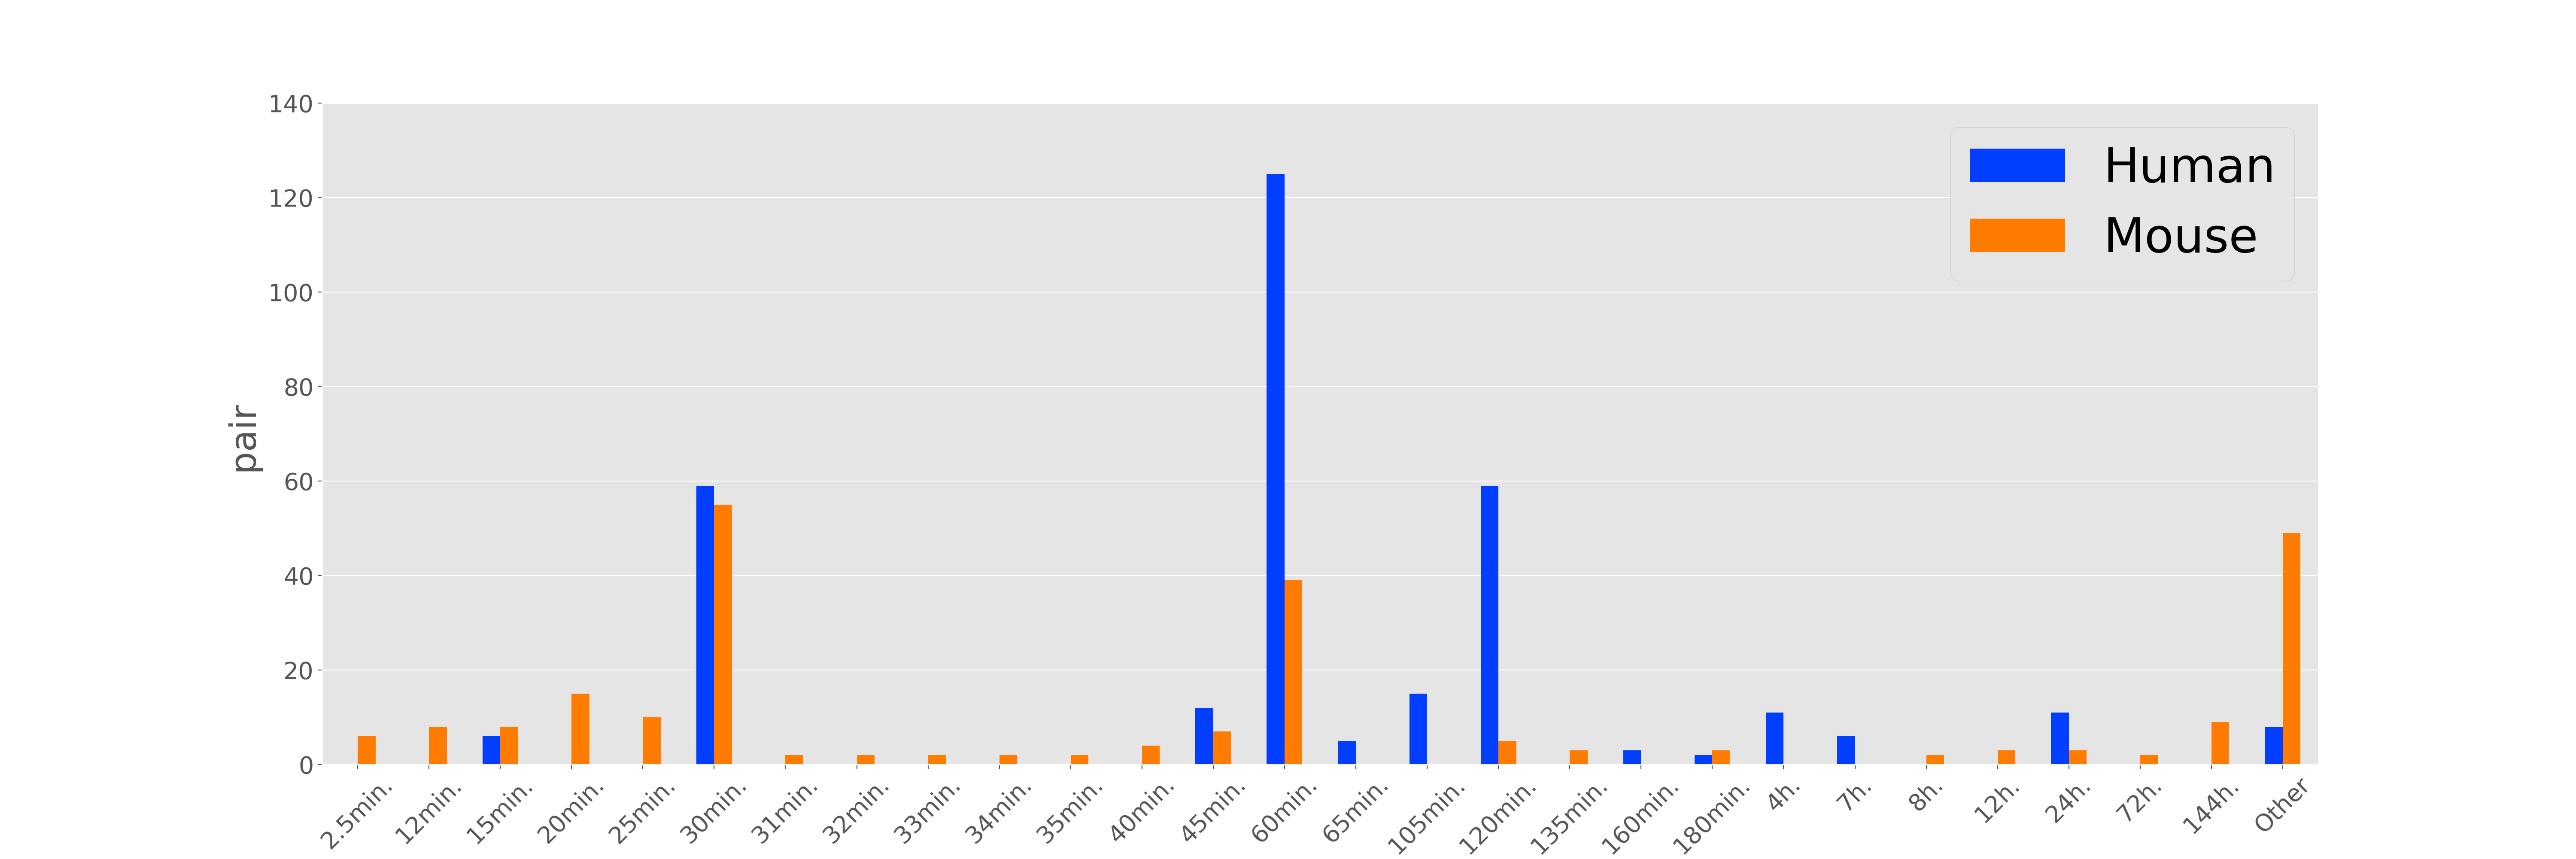 140
120
100
80
60
40
20
0
pair
Human
Mouse
2.5min.
12min.
15min.
20min.
25min.
30min.
31min.
32min.
33min.
34min.
35min.
40min.
45min.
60min.
65min.
105min.
120min.
135min.
160min.
180min.
4h.
7h.
8h.
12h.
24h.
72h.
144h.
Other